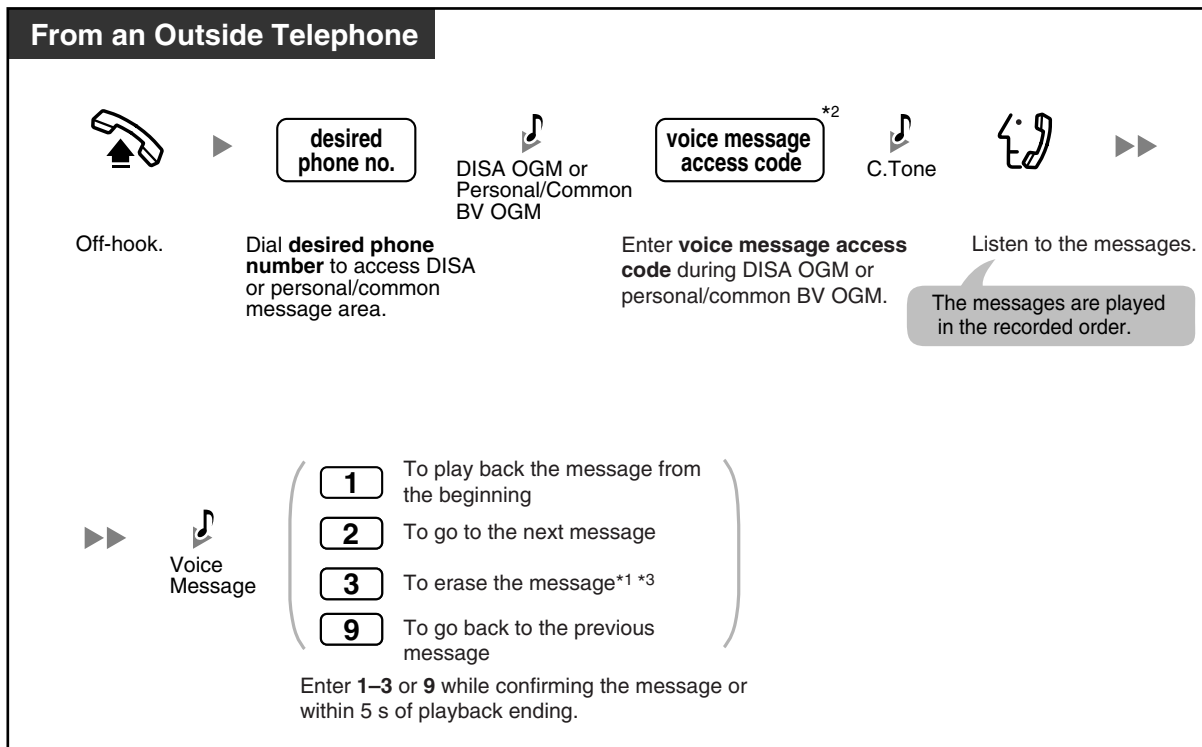 From an Outside Telephone
desired
phone no.
DISA OGM or
Personal/Common
BV OGM
voice message
access code
*2
C.Tone
Off-hook.
Dial desired phone
number to access DISA
or personal/common
message area.
Enter voice message access
code during DISA OGM or
personal/common BV OGM.
Listen to the messages.
The messages are played
in the recorded order.
Voice
Message
1
To play back the message from
the beginning
2
To go to the next message
3
To erase the message*1 *3
9
To go back to the previous
message
Enter 1–3 or 9 while confirming the message or
within 5 s of playback ending.